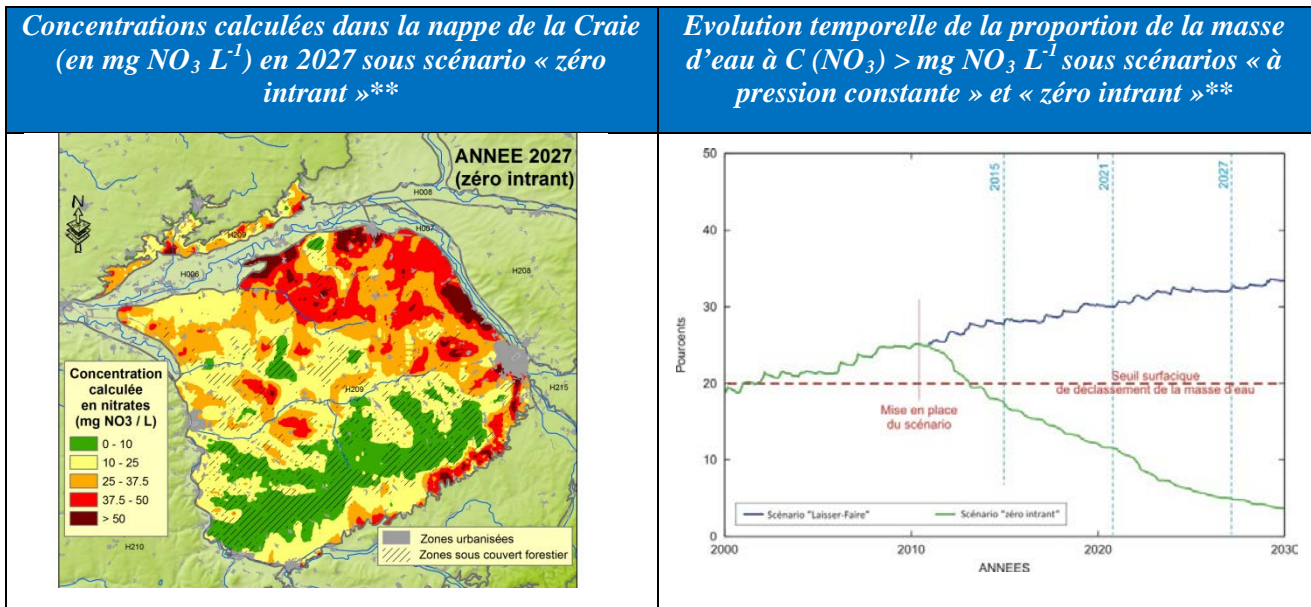 Concentrations calculées dans la nappe de la Craie
(en mg NO₃ L⁻¹) en 2027 sous scénario « zéro
intrant »**
Evolution temporelle de la proportion de la masse
d’eau à C (NO₃) > mg NO₃ L⁻¹ sous scénarios « à
pression constante » et « zéro intrant »**
ANNEE 2027
(zéro intrant)
N
H008
H007
H209
H006
H208
H215
H209
H210
Concentration
calculée
en nitrates
(mg NO3 / L)
0 - 10
10 - 25
25 - 37.5
37.5 - 50
> 50
Zones urbanisées
Zones sous couvert forestier
50
40
30
20
10
0
Pourcents
2015
2021
2027
Seuil surfacique
de déclassement de la masse d'eau
Mise en place
du scénario
Scénario "Laisser-Faire"
Scénario "zéro intrant"
2000
2010
2020
2030
ANNEES